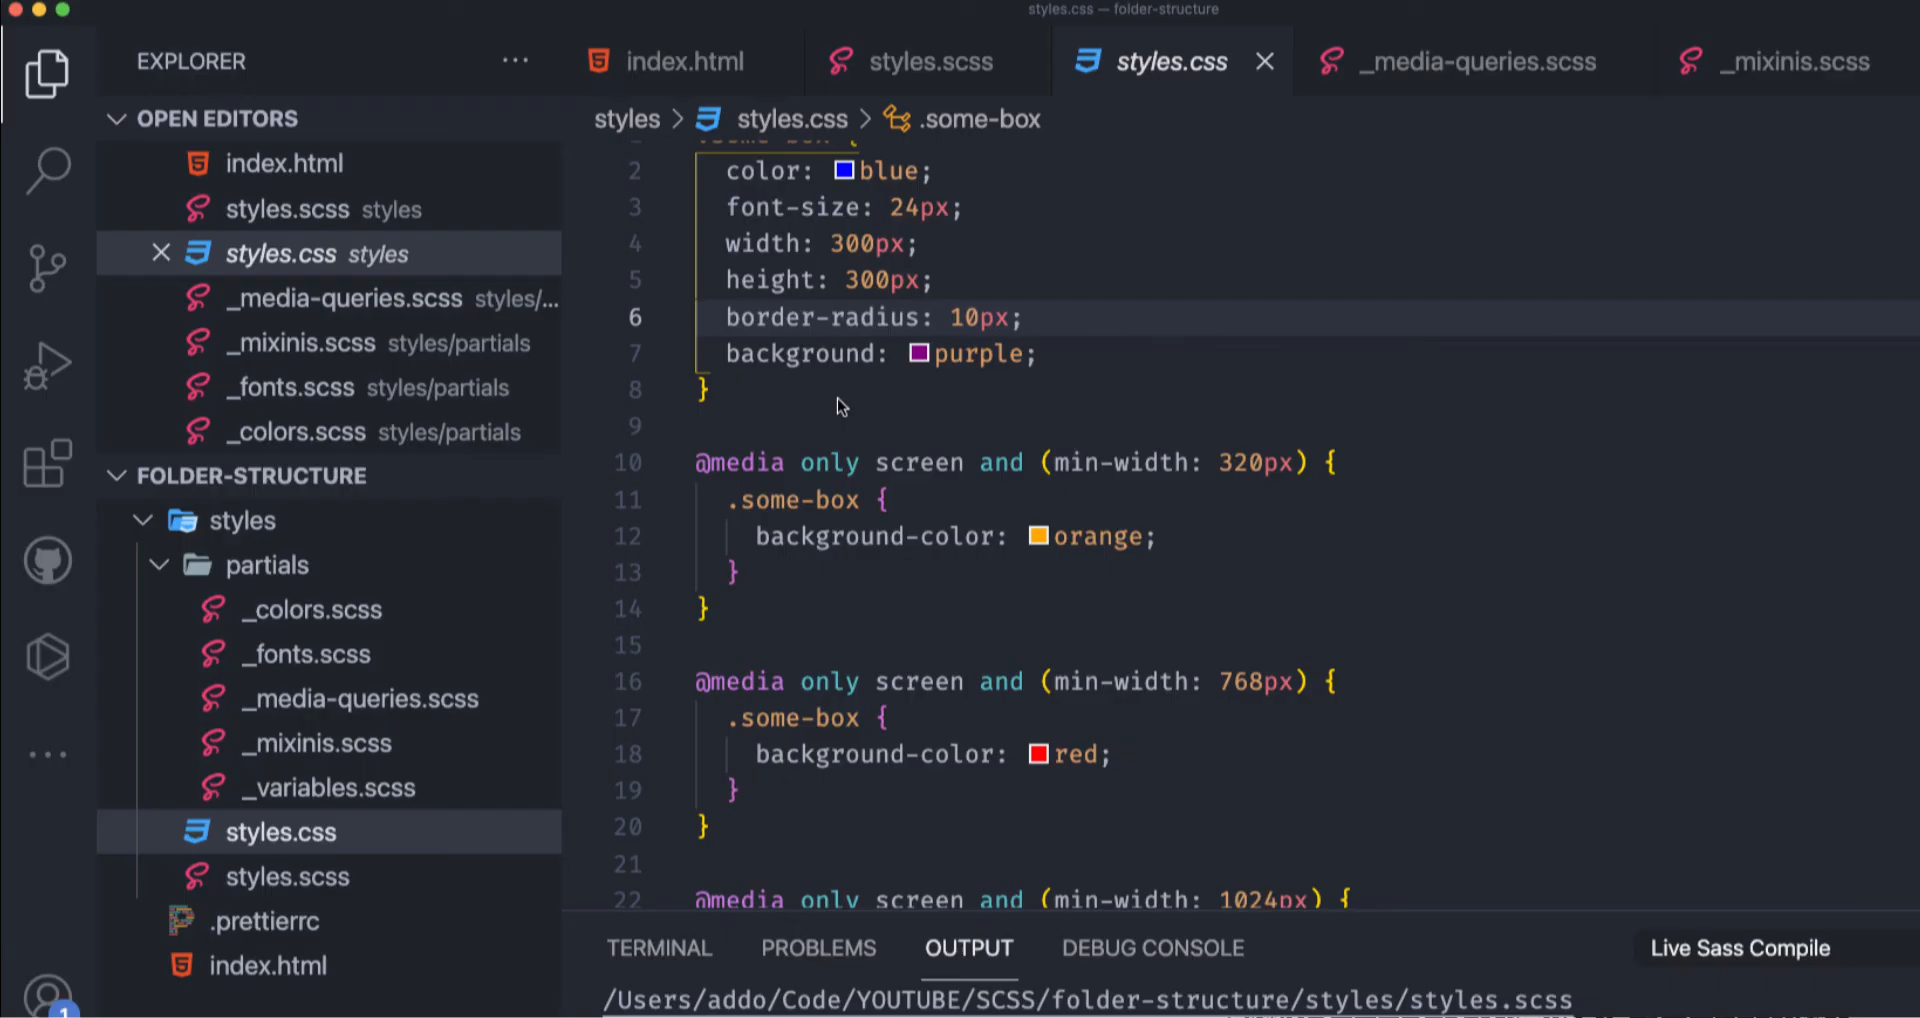 styles.css — folder-structure
EXPLORER
index.html
styles.scss
styles.css
_media-queries.scss
_mixinis.scss
OPEN EDITORS
index.html
styles.scss styles
styles.css styles
_media-queries.scss styles/...
_mixinis.scss styles/partials
_fonts.scss styles/partials
_colors.scss styles/partials
FOLDER-STRUCTURE
styles
partials
_colors.scss
_fonts.scss
_media-queries.scss
_mixinis.scss
_variables.scss
styles.css
styles.scss
.prettierrc
index.html
1
styles > styles.css > .some-box
2 color: blue;
3 font-size: 24px;
4 width: 300px;
5 height: 300px;
6 border-radius: 10px;
7 background: purple;
8 }
9
10 @media only screen and (min-width: 320px) {
11 .some-box {
12 background-color: orange;
13 }
14 }
15
16 @media only screen and (min-width: 768px) {
17 .some-box {
18 background-color: red;
19 }
20 }
21
22 @media only screen and (min-width: 1024px) {
TERMINAL PROBLEMS OUTPUT DEBUG CONSOLE Live Sass Compile
/Users/addo/Code/YOUTUBE/SCSS/folder-structure/styles/styles.scss